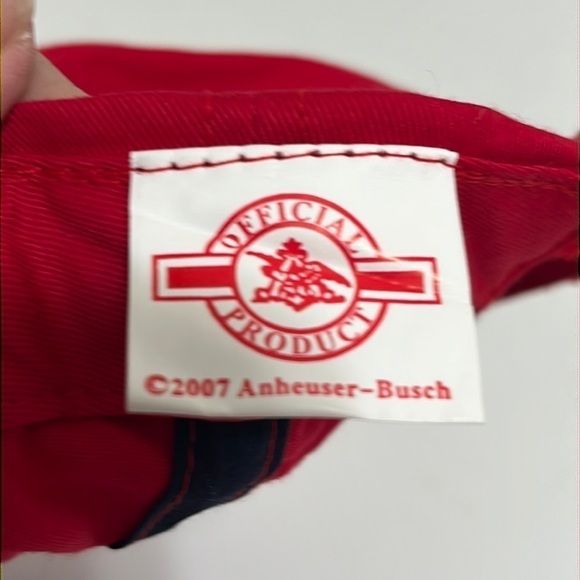 OFFICIAL
PRODUCT
©2007 Anheuser-Busch